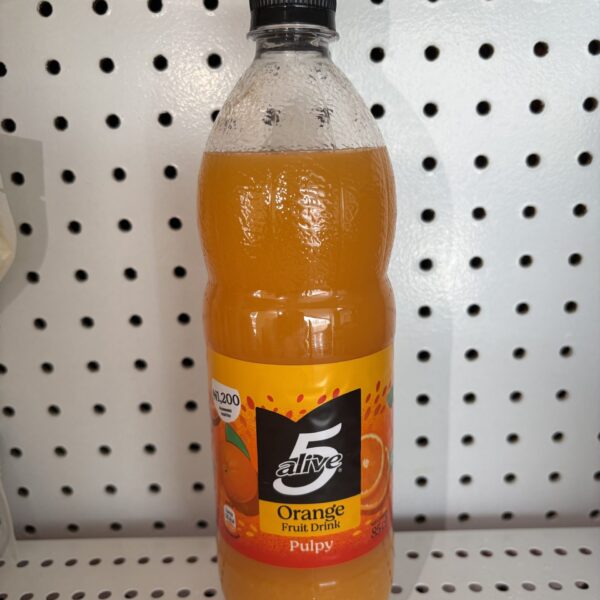 ₦1,200
5
alive®
Orange
Fruit Drink
Pulpy